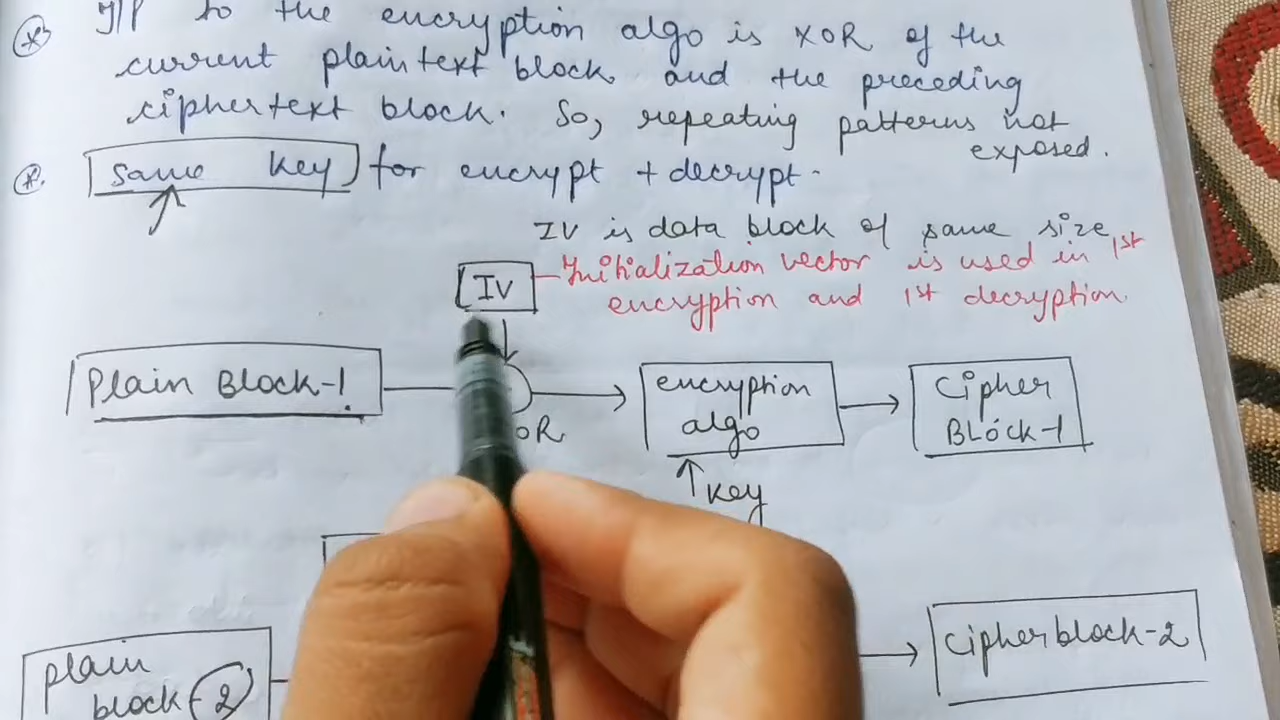 I/P to the encryption algo is XOR of the
current plaintext block and the preceding
ciphertext block. So, repeating patterns not
exposed.
Same Key for encrypt + decrypt.
IV is data block of same size
IV
Initialization vector is used in 1st
encryption and 1st decryption.
Plain Block-1
encryption
algo
Cipher
BLock-1
Key
plain
block-2
Cipherblock-2